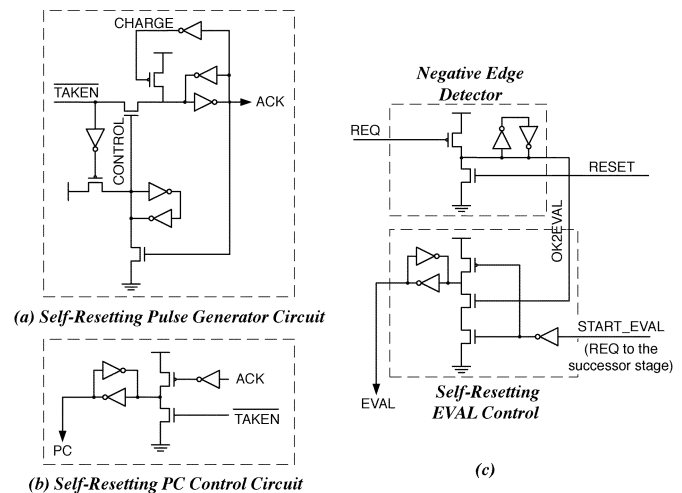 CHARGE
TAKEN
ACK
CONTROL
(a) Self-Resetting Pulse Generator Circuit
ACK
TAKEN
PC
(b) Self-Resetting PC Control Circuit
Negative Edge
Detector
REQ
RESET
OK2EVAL
START_EVAL
(REQ to the
successor stage)
EVAL
Self-Resetting
EVAL Control
(c)